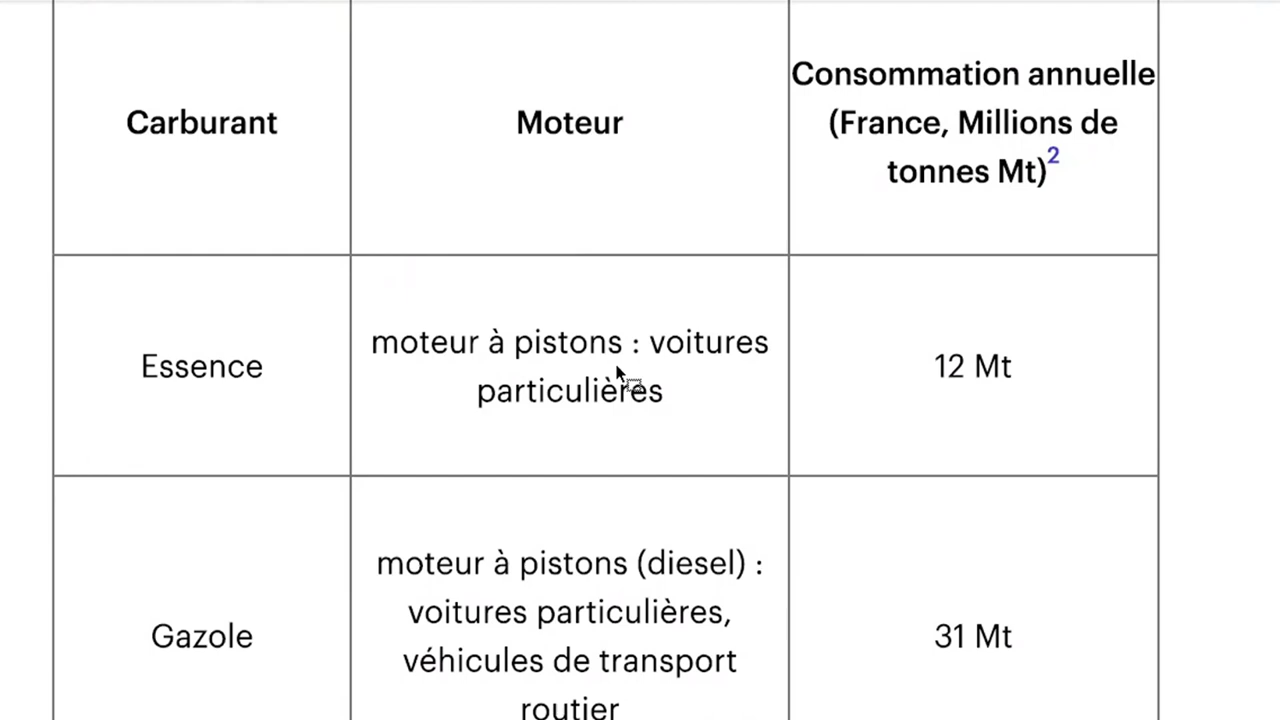 Carburant
Moteur
Consommation annuelle
(France, Millions de
tonnes Mt)²
Essence
moteur à pistons : voitures
particulières
12 Mt
Gazole
moteur à pistons (diesel) :
voitures particulières,
véhicules de transport
routier
31 Mt